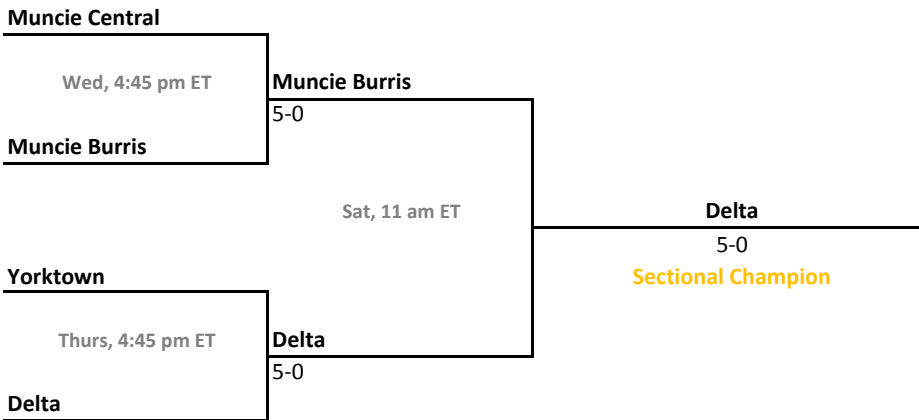 Muncie Central
Wed, 4:45 pm ET
Muncie Burris
5-0
Muncie Burris
Sat, 11 am ET
Delta
5-0
Sectional Champion
Yorktown
Thurs, 4:45 pm ET
Delta
5-0
Delta